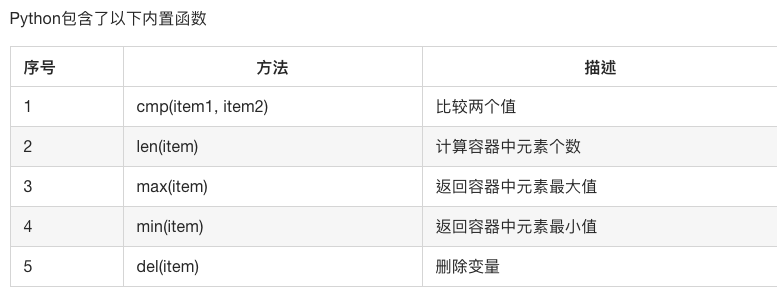 Python包含了以下内置函数
序号 方法 描述
1 cmp(item1, item2) 比较两个值
2 len(item) 计算容器中元素个数
3 max(item) 返回容器中元素最大值
4 min(item) 返回容器中元素最小值
5 del(item) 删除变量